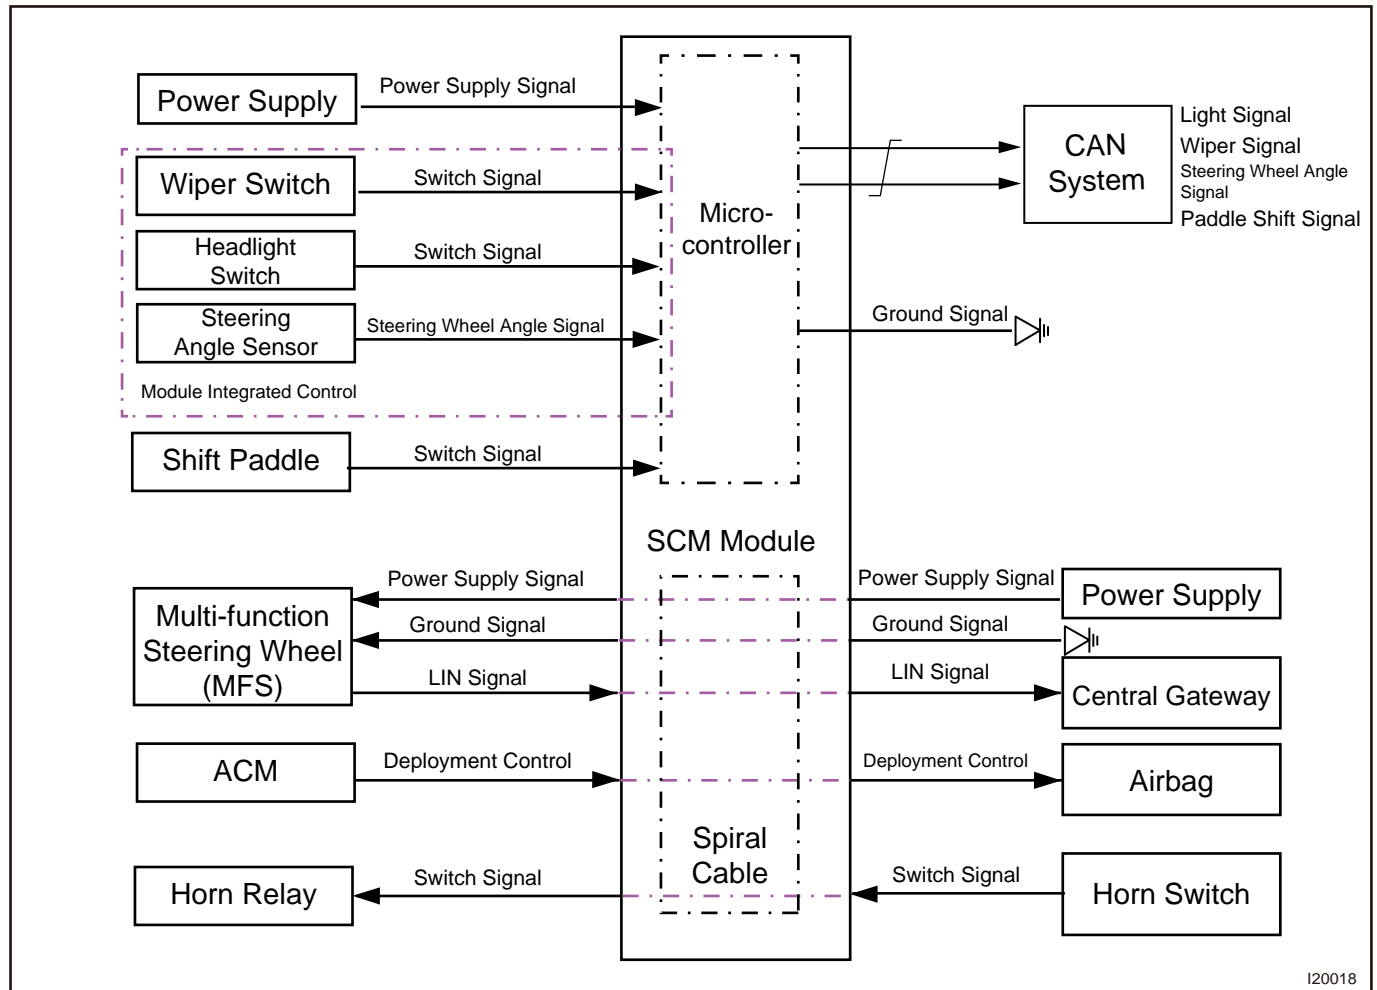 Power Supply
Power Supply Signal
Wiper Switch
Switch Signal
Headlight
Switch
Switch Signal
Steering
Angle Sensor
Steering Wheel Angle Signal
Module Integrated Control
Shift Paddle
Switch Signal
Micro-
controller
CAN
System
Light Signal
Wiper Signal
Steering Wheel Angle
Signal
Paddle Shift Signal
Ground Signal
SCM Module
Multi-function
Steering Wheel
(MFS)
Power Supply Signal
Ground Signal
LIN Signal
Power Supply Signal
Power Supply
Ground Signal
LIN Signal
Central Gateway
ACM
Deployment Control
Deployment Control
Airbag
Spiral
Cable
Horn Relay
Switch Signal
Switch Signal
Horn Switch
I20018